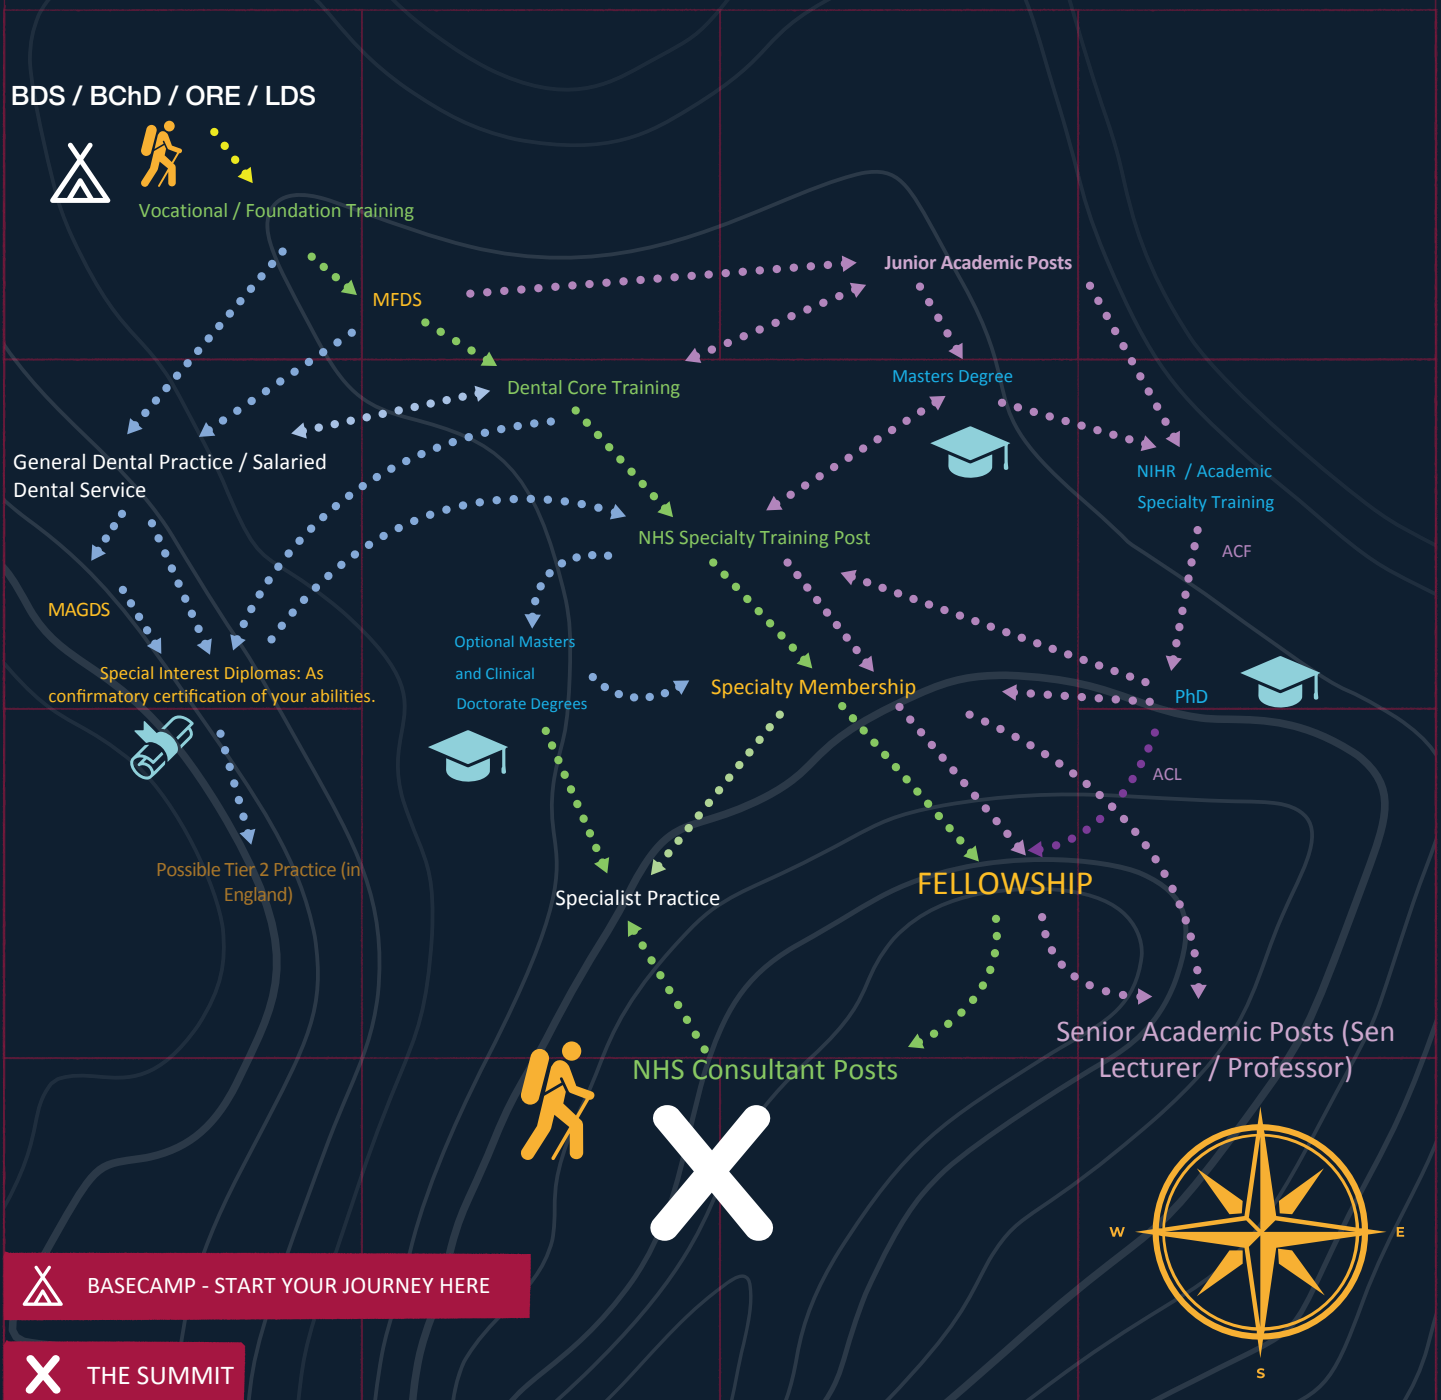 BDS / BChD / ORE / LDS
Vocational / Foundation Training
Junior Academic Posts
MFDS
Masters Degree
Dental Core Training
General Dental Practice / Salaried
Dental Service
NIHR / Academic
Specialty Training
NHS Specialty Training Post
ACF
MAGDS
Optional Masters
and Clinical
Doctorate Degrees
Special Interest Diplomas: As
confirmatory certification of your abilities.
Specialty Membership
PhD
ACL
Possible Tier 2 Practice (in
England)
Specialist Practice
FELLOWSHIP
Senior Academic Posts (Sen
Lecturer / Professor)
NHS Consultant Posts
W
E
S
BASECAMP - START YOUR JOURNEY HERE
THE SUMMIT